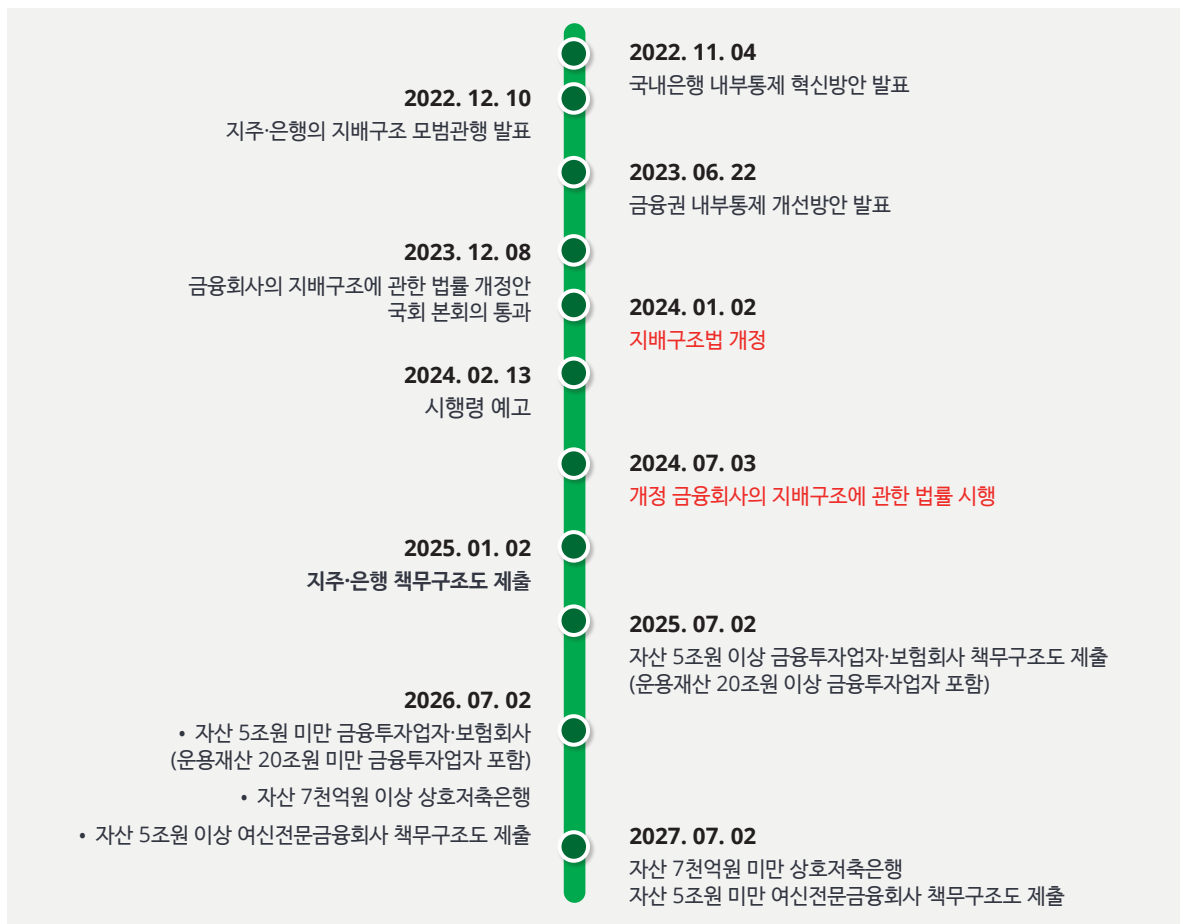 2022. 11. 04
국내은행 내부통제 혁신방안 발표
2022. 12. 10
지주·은행의 지배구조 모범관행 발표
2023. 06. 22
금융권 내부통제 개선방안 발표
2023. 12. 08
금융회사의 지배구조에 관한 법률 개정안
국회 본회의 통과
2024. 01. 02
지배구조법 개정
2024. 02. 13
시행령 예고
2024. 07. 03
개정 금융회사의 지배구조에 관한 법률 시행
2025. 01. 02
지주·은행 책무구조도 제출
2025. 07. 02
자산 5조원 이상 금융투자업자·보험회사 책무구조도 제출
(운용재산 20조원 이상 금융투자업자 포함)
2026. 07. 02
• 자산 5조원 미만 금융투자업자·보험회사
(운용재산 20조원 미만 금융투자업자 포함)
• 자산 7천억원 이상 상호저축은행
• 자산 5조원 이상 여신전문금융회사 책무구조도 제출
2027. 07. 02
자산 7천억원 미만 상호저축은행
자산 5조원 미만 여신전문금융회사 책무구조도 제출